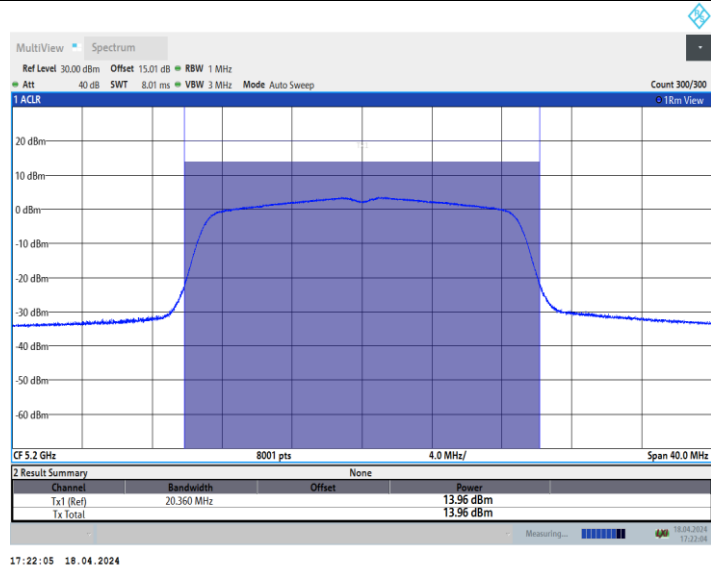 MultiView Spectrum
Ref Level 30.00 dBm Offset 15.01 dB RBW 1 MHz
Att 40 dB SWT 8.01 ms VBW 3 MHz Mode Auto Sweep Count 300/300
1 ACLR 1Rm View
20 dBm
10 dBm
0 dBm
-10 dBm
-20 dBm
-30 dBm
-40 dBm
-50 dBm
-60 dBm
CF 5.2 GHz 8001 pts 4.0 MHz/ Span 40.0 MHz
2 Result Summary None
Channel Bandwidth Offset Power
Tx1 (Ref) 20.360 MHz 13.96 dBm
Tx Total 13.96 dBm
Measuring... 18.04.2024
17:22:04
17:22:05 18.04.2024